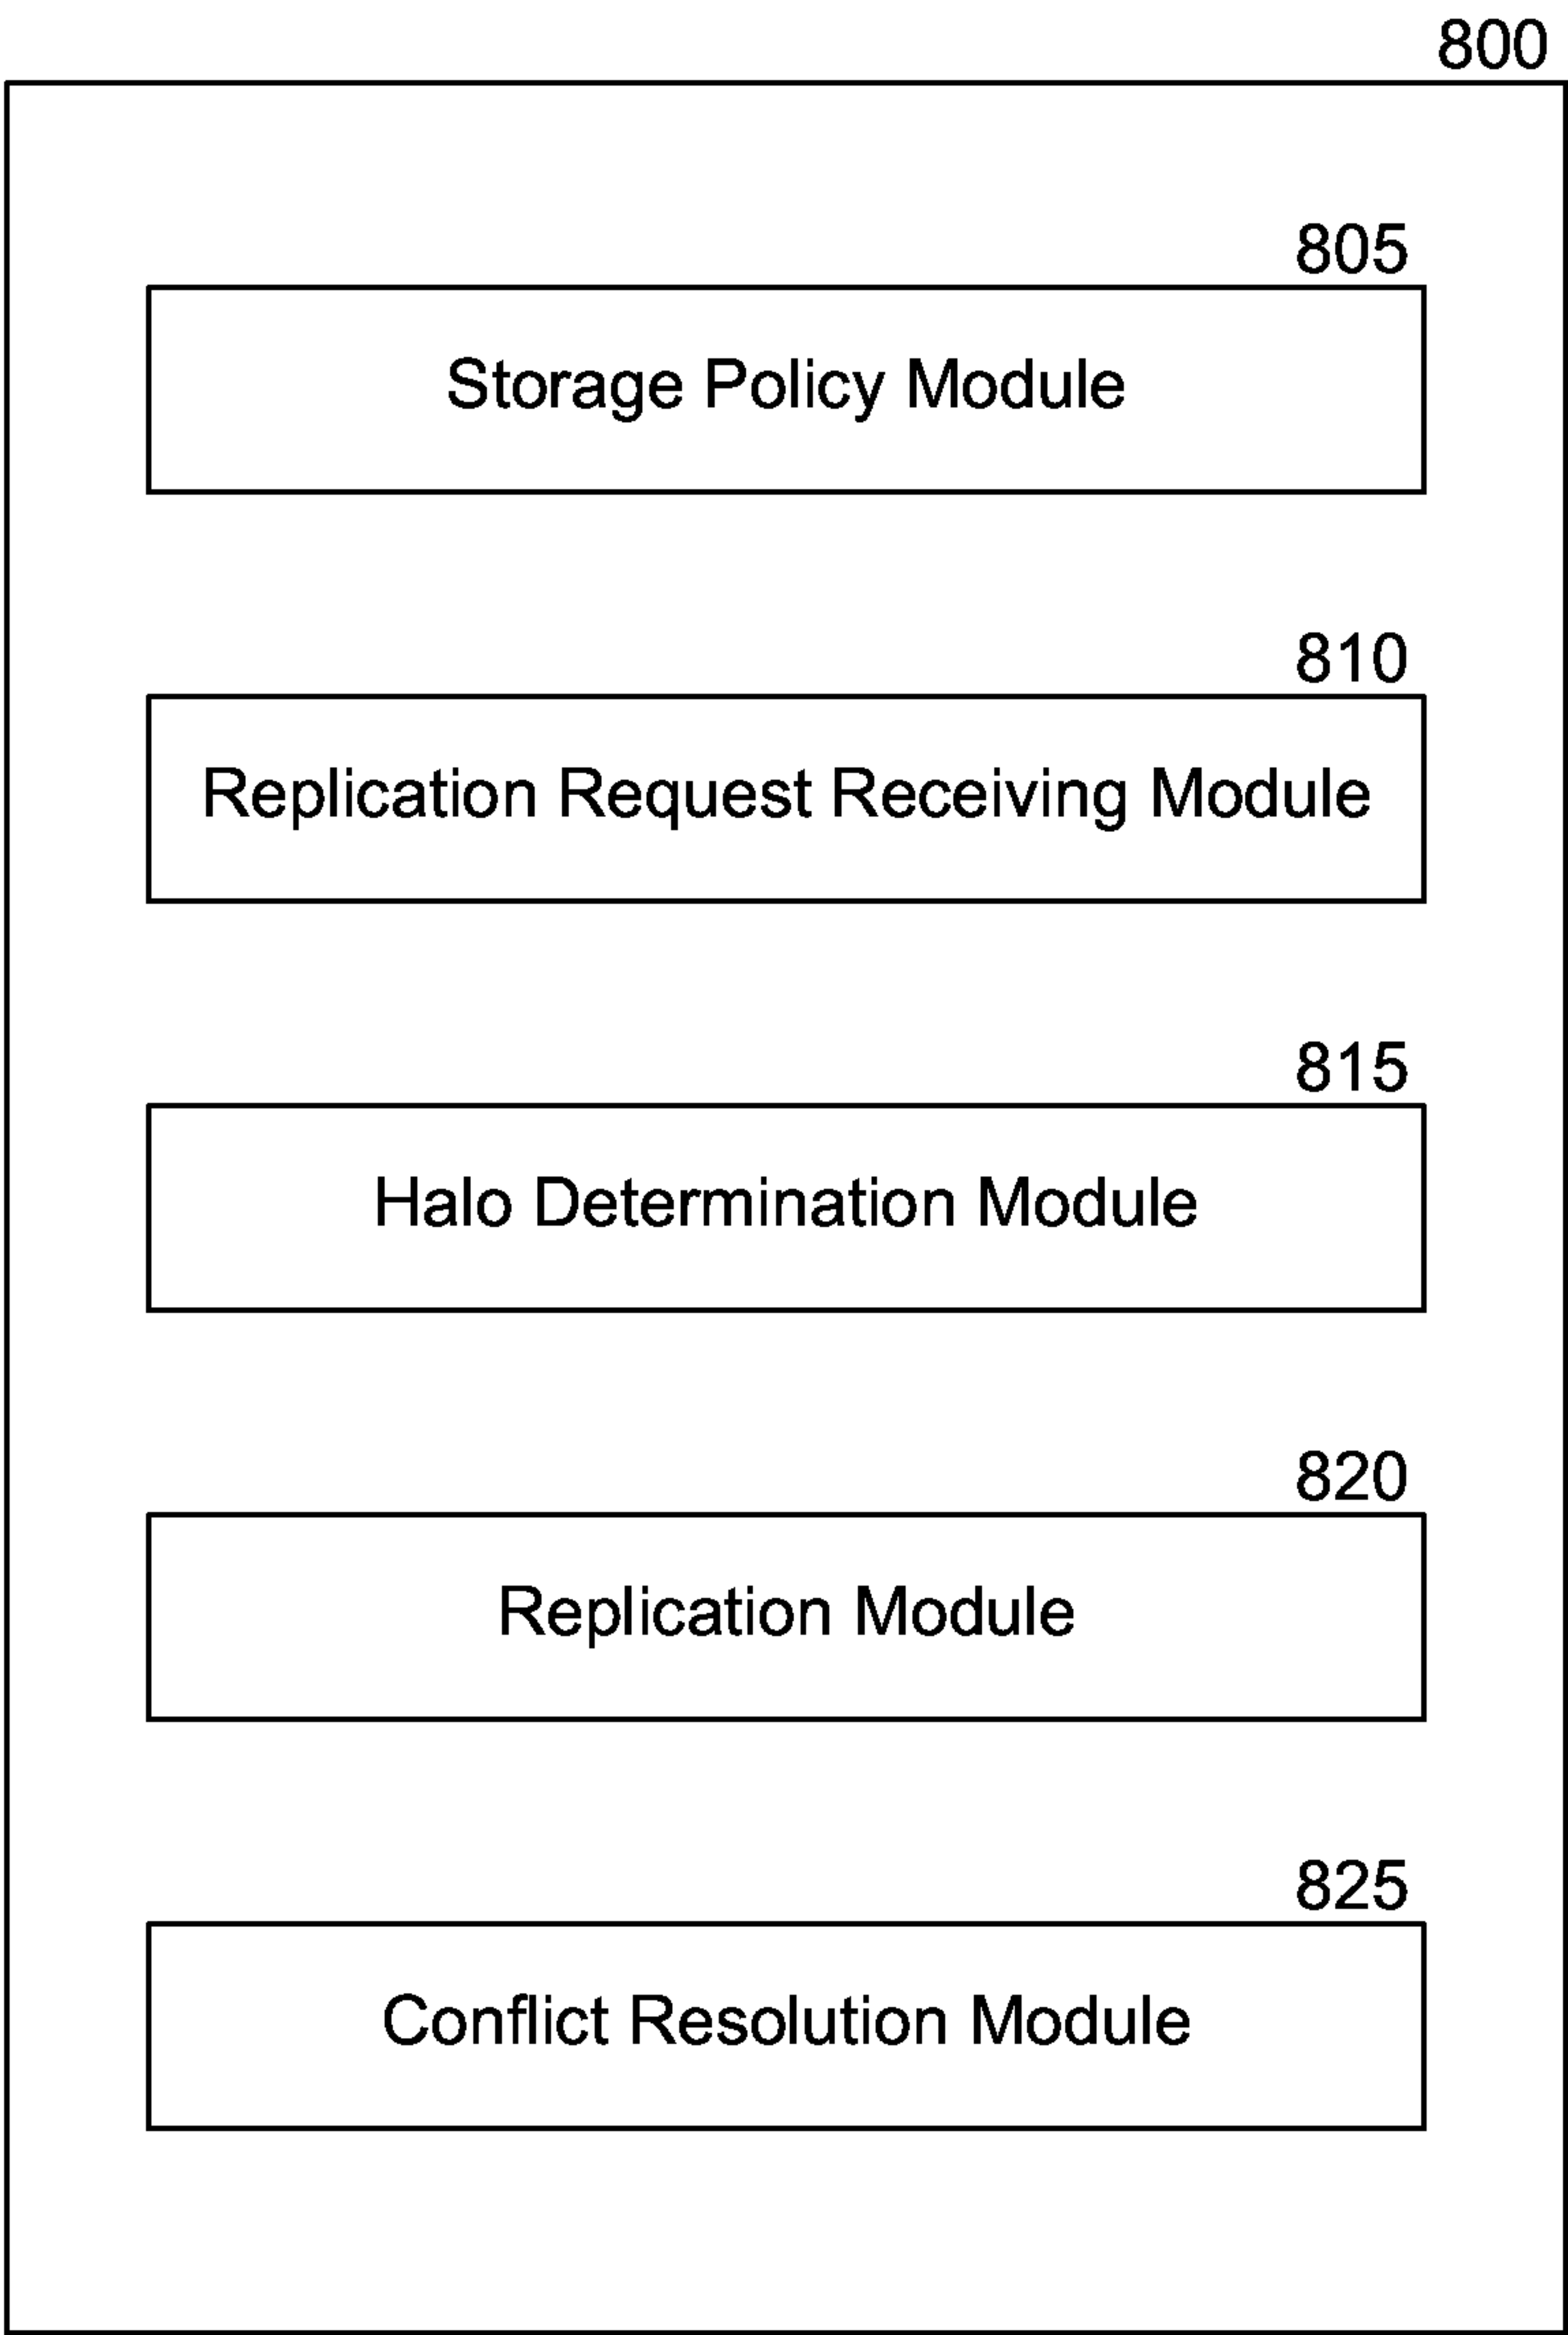 800
805
Storage Policy Module
810
Replication Request Receiving Module
815
Halo Determination Module
820
Replication Module
825
Conflict Resolution Module